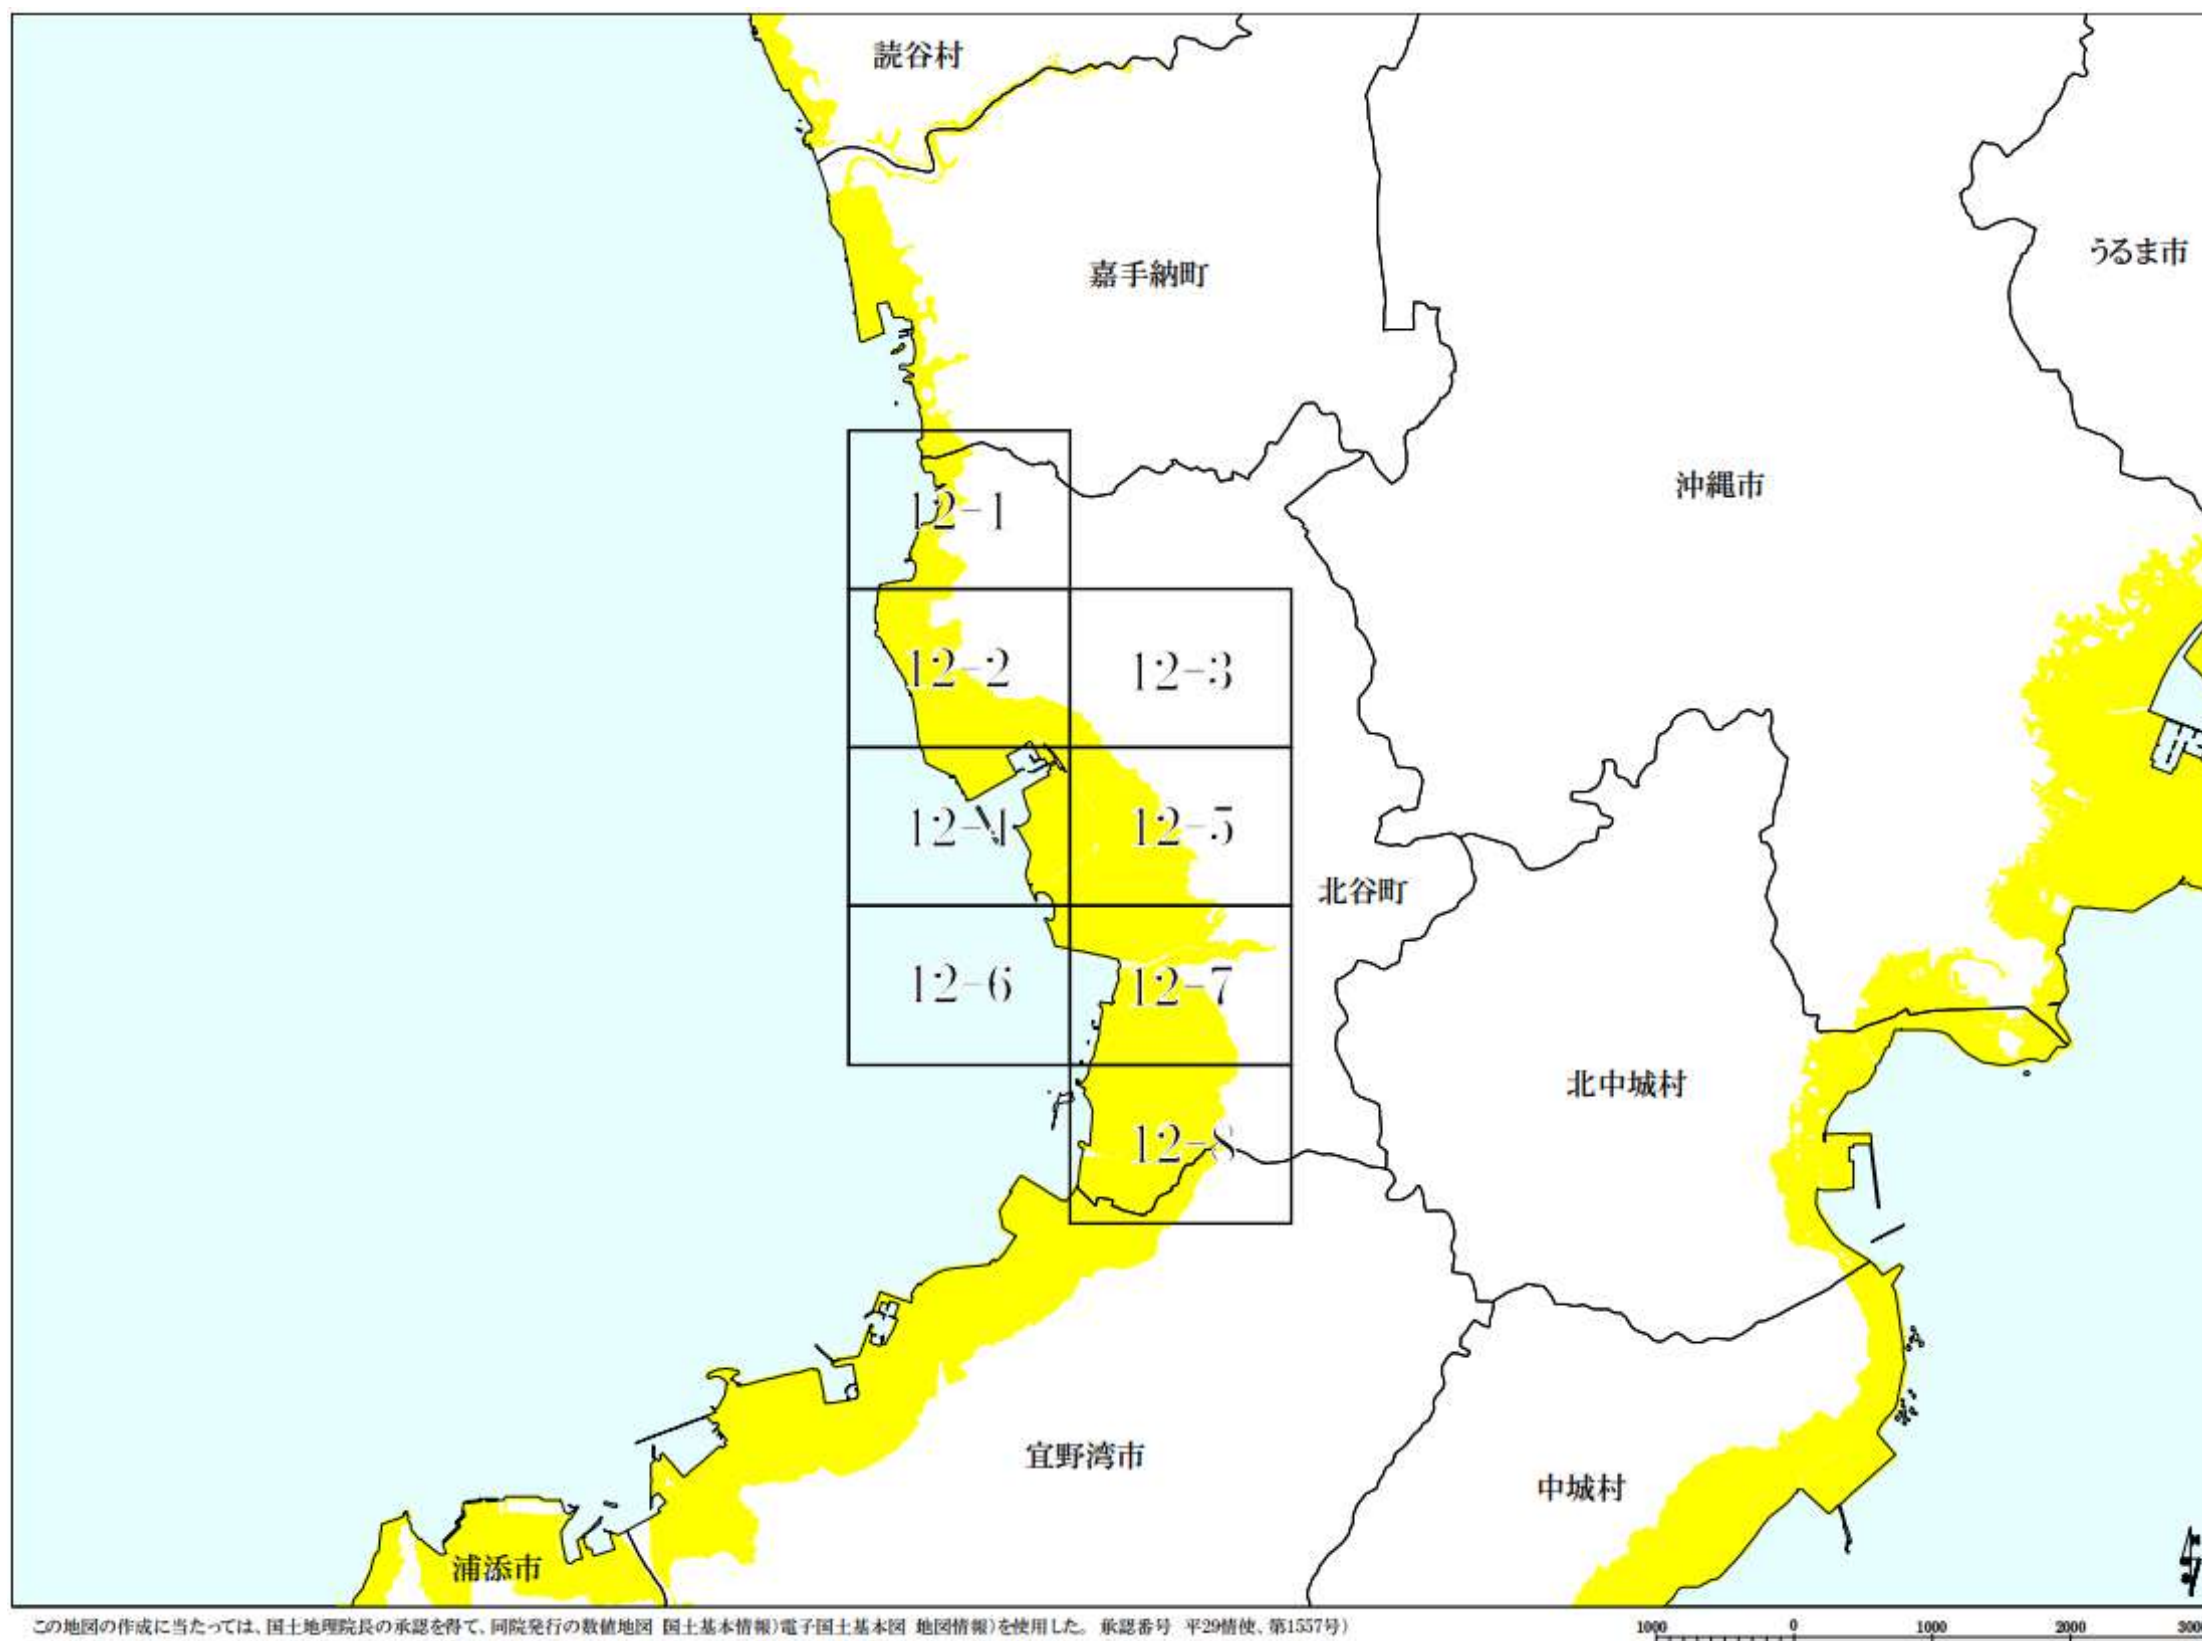 読谷村
うるま市
嘉手納町
沖縄市
12-1
12-2
12-3
12-4
12-5
北谷町
12-6
12-7
北中城村
12-8
宜野湾市
中城村
浦添市
この地図の作成に当たっては、国土地理院長の承認を得て、同院発行の数値地図 国土基本情報)電子国土基本図 地図情報)を使用した。 承認番号 平29情使、第1557号)
1000 0 1000 2000